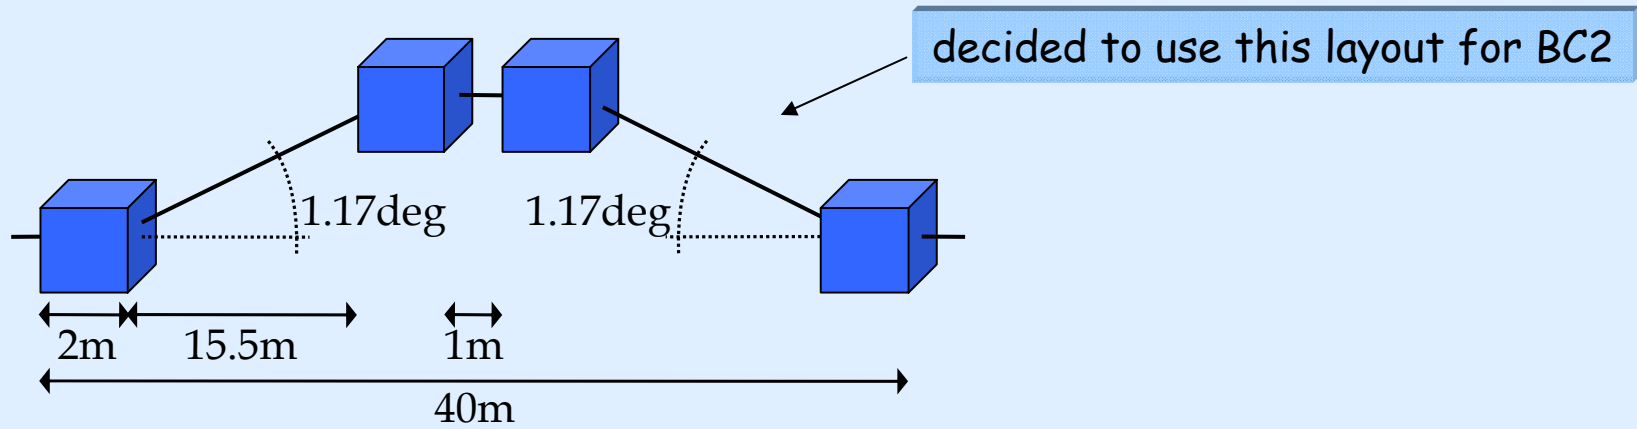 decided to use this layout for BC2
1.17deg
1.17deg
2m
15.5m
1m
40m